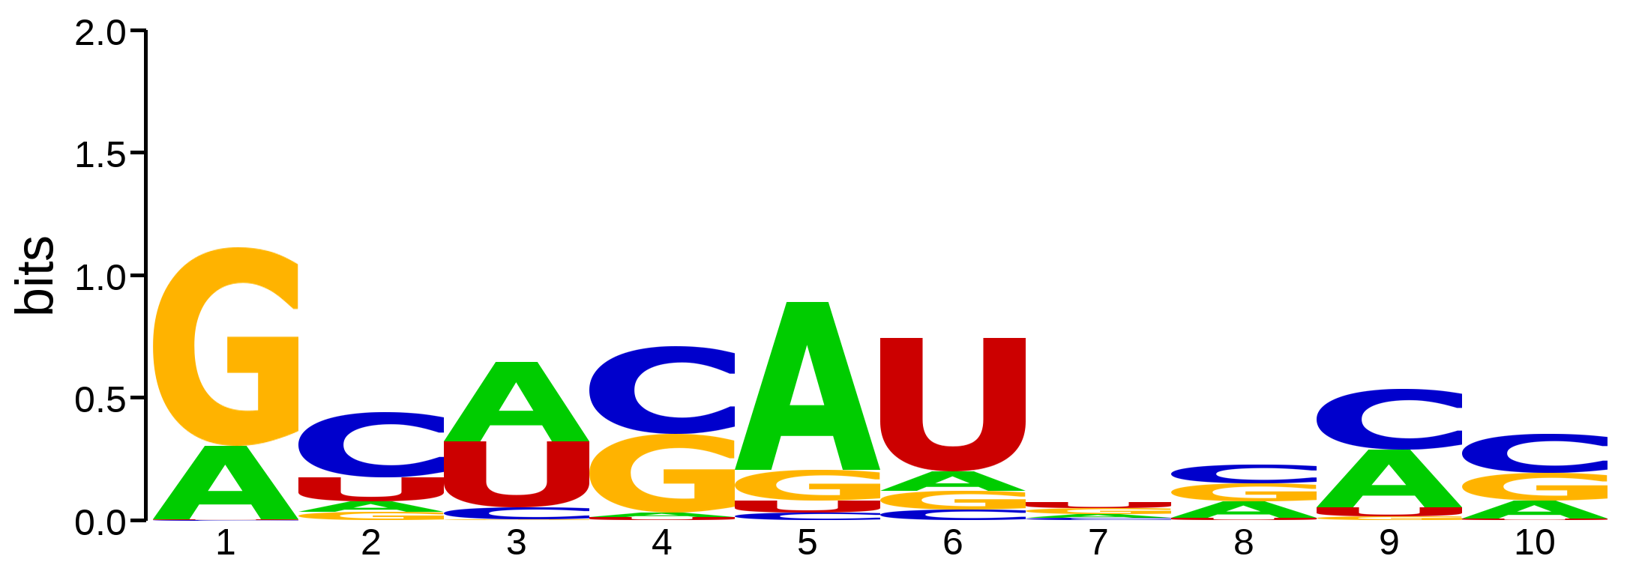 2.0
1.5
1.0
0.5
0.0
bits
G C A C A U U C C C
A U U G G A G G A G
C A C A U G A A U A
G U C C C U G U
1 2 3 4 5 6 7 8 9 10